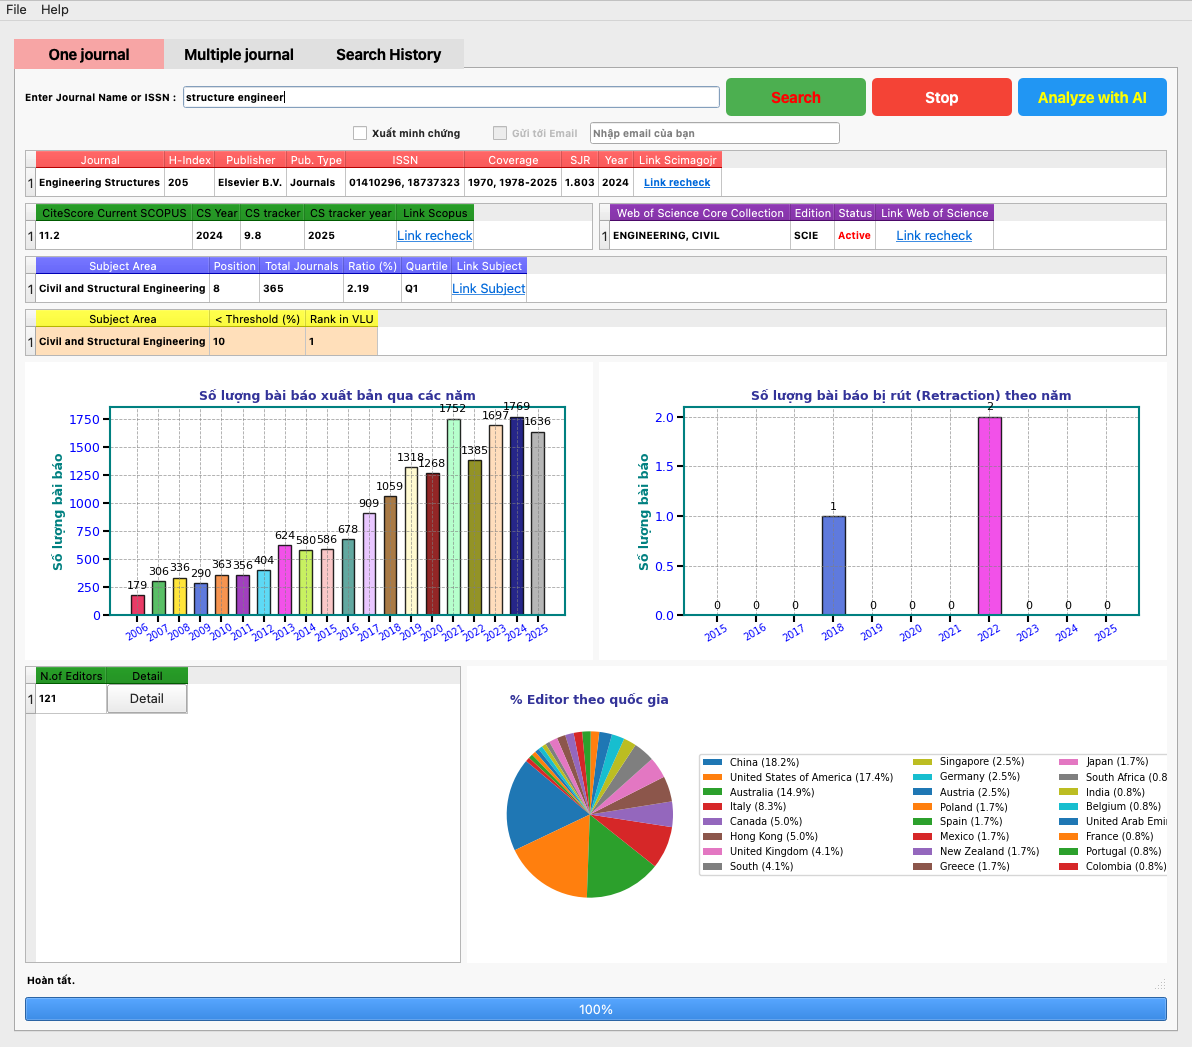 File Help
One journal Multiple journal Search History
Enter Journal Name or ISSN : structure engineer Search Stop Analyze with AI
Xuất minh chứng Gửi tới Email Nhập email của bạn
Journal H-Index Publisher Pub. Type ISSN Coverage SJR Year Link Scimagojr
1 Engineering Structures 205 Elsevier B.V. Journals 01410296, 18737323 1970, 1978-2025 1.803 2024 Link recheck
CiteScore Current SCOPUS CS Year CS tracker CS tracker year Link Scopus
1 11.2 2024 9.8 2025 Link recheck
Web of Science Core Collection Edition Status Link Web of Science
1 ENGINEERING, CIVIL SCIE Active Link recheck
Subject Area Position Total Journals Ratio (%) Quartile Link Subject
1 Civil and Structural Engineering 8 365 2.19 Q1 Link Subject
Subject Area < Threshold (%) Rank in VLU
1 Civil and Structural Engineering 10 1
Số lượng bài báo xuất bản qua các năm
Số lượng bài báo
1750
1500
1250
1000
750
500
250
0
179 306 336 290 363 356 404 624 580 586 678 909 1059 1318 1268 1752 1385 1697 1769 1636
2006 2007 2008 2009 2010 2011 2012 2013 2014 2015 2016 2017 2018 2019 2020 2021 2022 2023 2024 2025
Số lượng bài báo bị rút (Retraction) theo năm
Số lượng bài báo
2.0
1.5
1.0
0.5
0.0
0 0 0 1 0 0 0 2 0 0 0
2015 2016 2017 2018 2019 2020 2021 2022 2023 2024 2025
N.of Editors Detail
1 121 Detail
% Editor theo quốc gia
China (18.2%)
United States of America (17.4%)
Australia (14.9%)
Italy (8.3%)
Canada (5.0%)
Hong Kong (5.0%)
United Kingdom (4.1%)
South (4.1%)
Singapore (2.5%)
Germany (2.5%)
Austria (2.5%)
Poland (1.7%)
Spain (1.7%)
Mexico (1.7%)
New Zealand (1.7%)
Greece (1.7%)
Japan (1.7%)
South Africa (0.8
India (0.8%)
Belgium (0.8%)
United Arab Emi
France (0.8%)
Portugal (0.8%)
Colombia (0.8%)
Hoàn tất.
100%